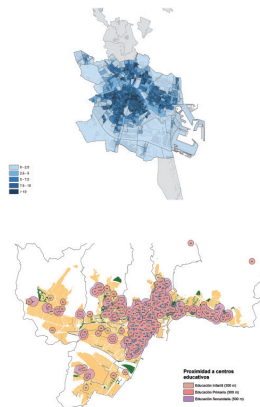 0 - 2.5
2.5 - 5
5 - 7.5
7.5 - 10
> 10
Proximidad a centros
educativos
Educación Infantil (300 m)
Educación Primaria (500 m)
Educación Secundaria (500 m)